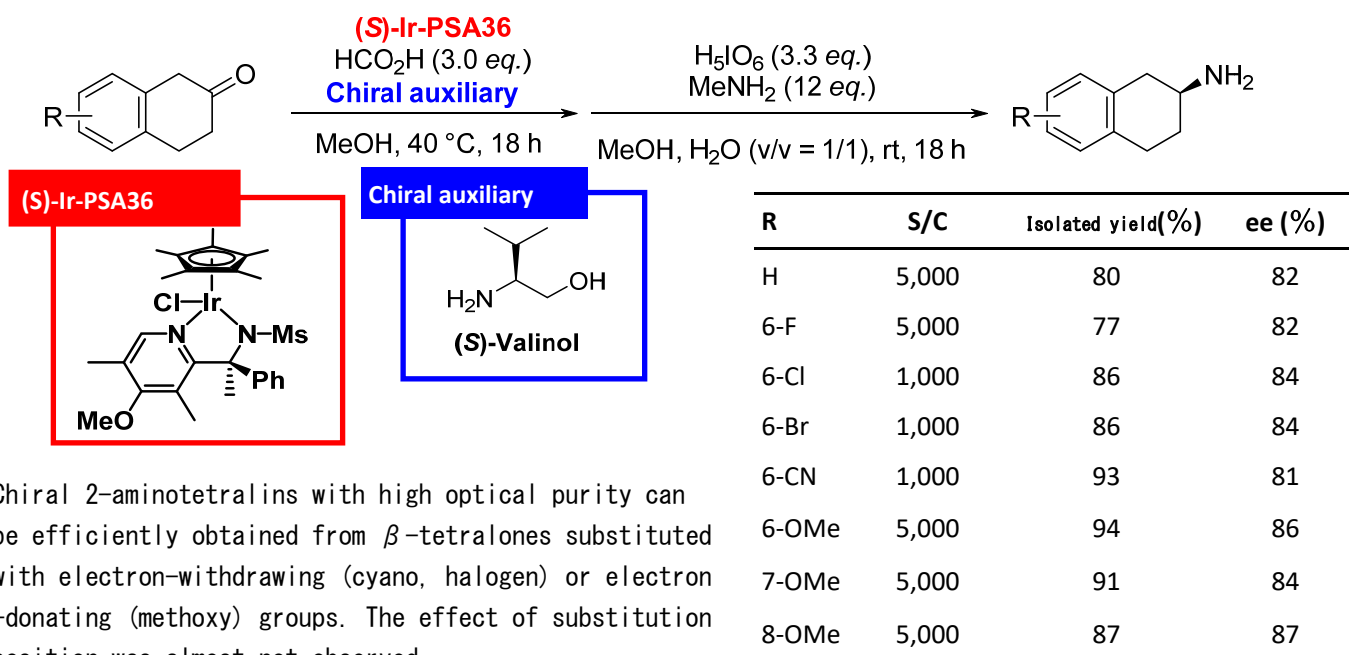 (S)-Ir-PSA36
HCO2H (3.0 eq.)
Chiral auxiliary
MeOH, 40 °C, 18 h
H5IO6 (3.3 eq.)
MeNH2 (12 eq.)
MeOH, H2O (v/v = 1/1), rt, 18 h
R
O
R
NH2
(S)-Ir-PSA36
Cl Ir
N N Ms
Ph
MeO
Chiral auxiliary
OH
H2N
(S)-Valinol
R S/C Isolated yield(%) ee (%)
H 5,000 80 82
6-F 5,000 77 82
6-Cl 1,000 86 84
6-Br 1,000 86 84
6-CN 1,000 93 81
6-OMe 5,000 94 86
7-OMe 5,000 91 84
8-OMe 5,000 87 87
Chiral 2-aminotetralins with high optical purity can
be efficiently obtained from β-tetralones substituted
with electron-withdrawing (cyano, halogen) or electron
-donating (methoxy) groups. The effect of substitution
position was almost not observed